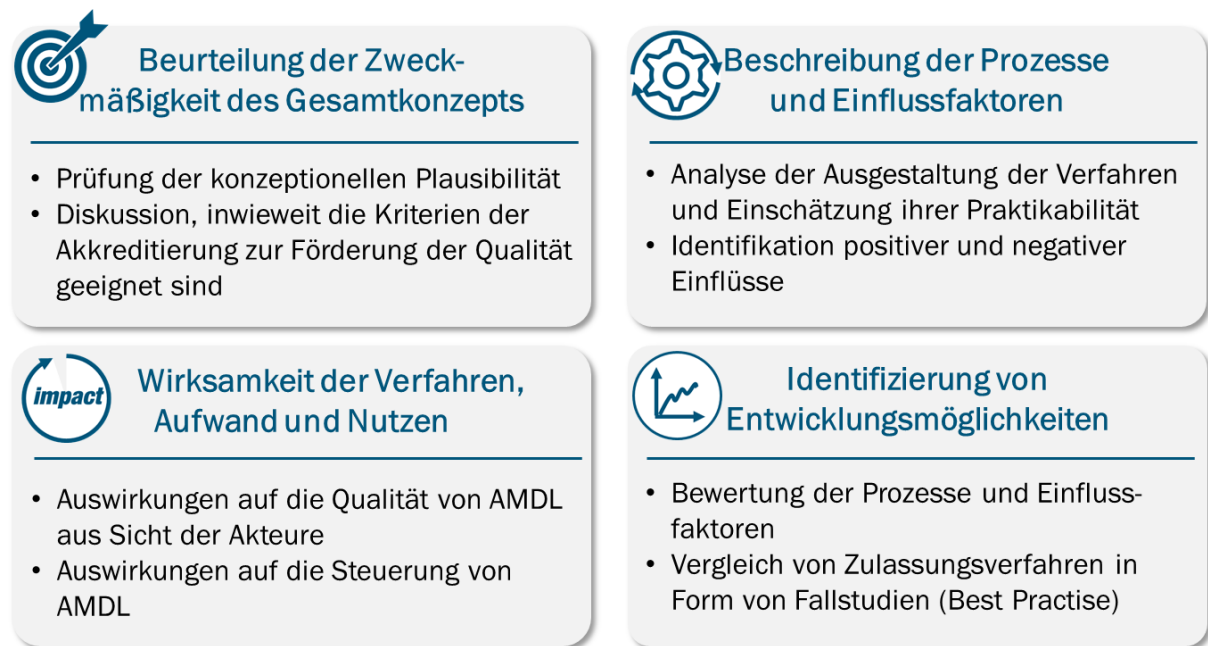 Beurteilung der Zweck-
mäßigkeit des Gesamtkonzepts
• Prüfung der konzeptionellen Plausibilität
• Diskussion, inwieweit die Kriterien der
Akkreditierung zur Förderung der Qualität
geeignet sind
Beschreibung der Prozesse
und Einflussfaktoren
• Analyse der Ausgestaltung der Verfahren
und Einschätzung ihrer Praktikabilität
• Identifikation positiver und negativer
Einflüsse
impact
Wirksamkeit der Verfahren,
Aufwand und Nutzen
• Auswirkungen auf die Qualität von AMDL
aus Sicht der Akteure
• Auswirkungen auf die Steuerung von
AMDL
Identifizierung von
Entwicklungsmöglichkeiten
• Bewertung der Prozesse und Einfluss-
faktoren
• Vergleich von Zulassungsverfahren in
Form von Fallstudien (Best Practise)